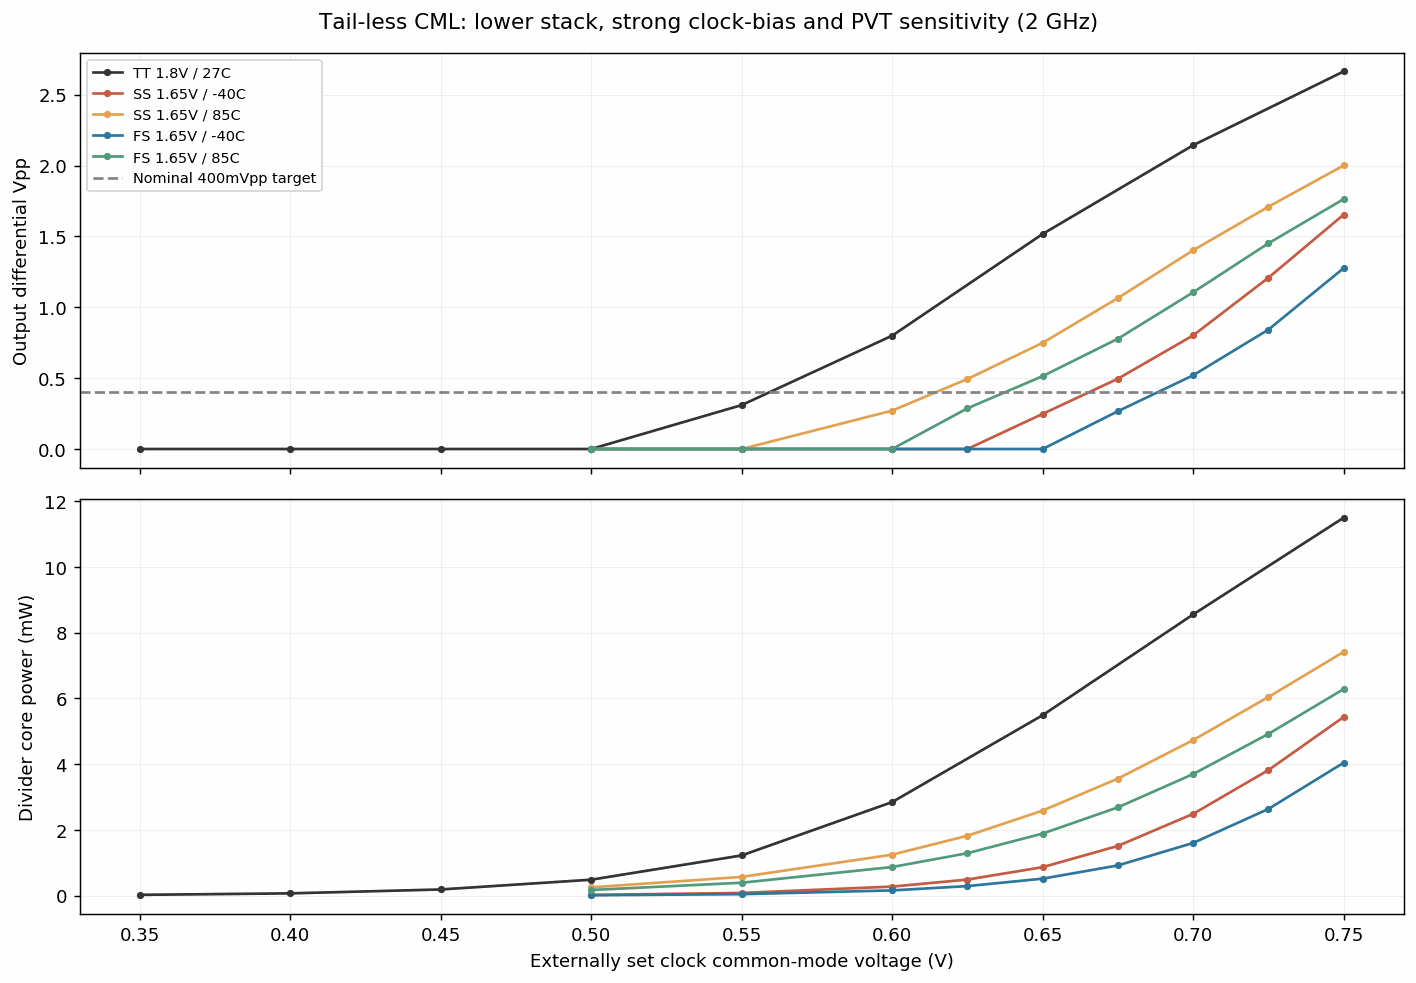 Tail-less CML: lower stack, strong clock-bias and PVT sensitivity (2 GHz)
TT 1.8V / 27C
SS 1.65V / -40C
SS 1.65V / 85C
FS 1.65V / -40C
FS 1.65V / 85C
Nominal 400mVpp target
Output differential Vpp
2.5
2.0
1.5
1.0
0.5
0.0
Divider core power (mW)
12
10
8
6
4
2
0
0.35 0.40 0.45 0.50 0.55 0.60 0.65 0.70 0.75
Externally set clock common-mode voltage (V)